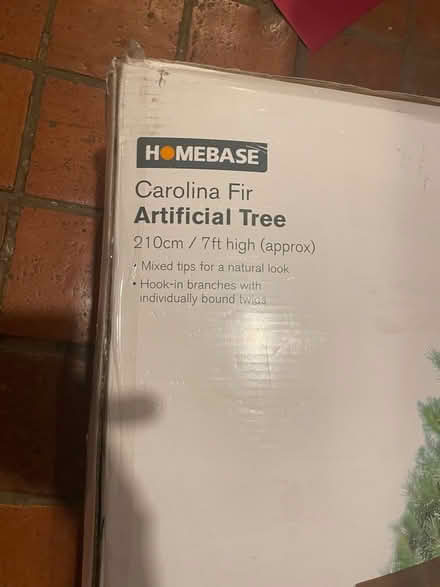 HOMEBASE
Carolina Fir
Artificial Tree
210cm / 7ft high (approx)
• Mixed tips for a natural look
• Hook-in branches with
individually bound twigs